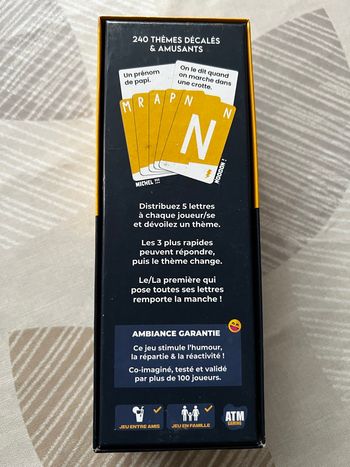 240 THÈMES DÉCALÉS
& AMUSANTS
Un prénom
de papi.
On le dit quand
on marche dans
une crotte.
M R A P N N
N
MICHEL !!!
NOOOON !
Distribuez 5 lettres
à chaque joueur/se
et dévoilez un thème.
Les 3 plus rapides
peuvent répondre,
puis le thème change.
Le/La première qui
pose toutes ses lettres
remporte la manche !
AMBIANCE GARANTIE
Ce jeu stimule l'humour,
la répartie & la réactivité !
Co-imaginé, testé et validé
par plus de 100 joueurs.
JEU ENTRE AMIS
JEU EN FAMILLE
ATM
GAMING